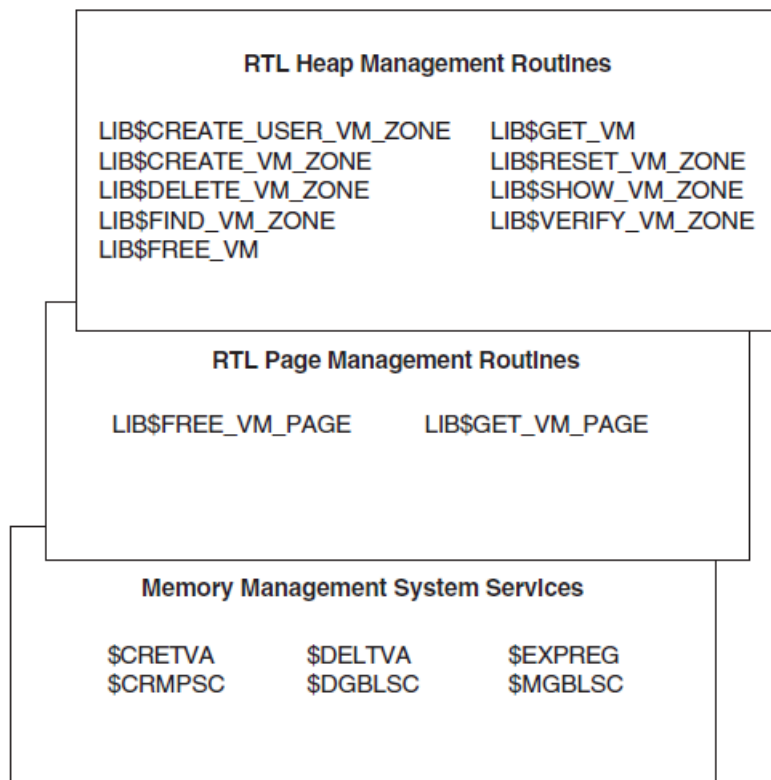 RTL Heap Management Routines
LIB$CREATE_USER_VM_ZONE LIB$GET_VM
LIB$CREATE_VM_ZONE LIB$RESET_VM_ZONE
LIB$DELETE_VM_ZONE LIB$SHOW_VM_ZONE
LIB$FIND_VM_ZONE LIB$VERIFY_VM_ZONE
LIB$FREE_VM
RTL Page Management Routines
LIB$FREE_VM_PAGE LIB$GET_VM_PAGE
Memory Management System Services
$CRETVA $DELTVA $EXPREG
$CRMPSC $DGBLSC $MGBLSC